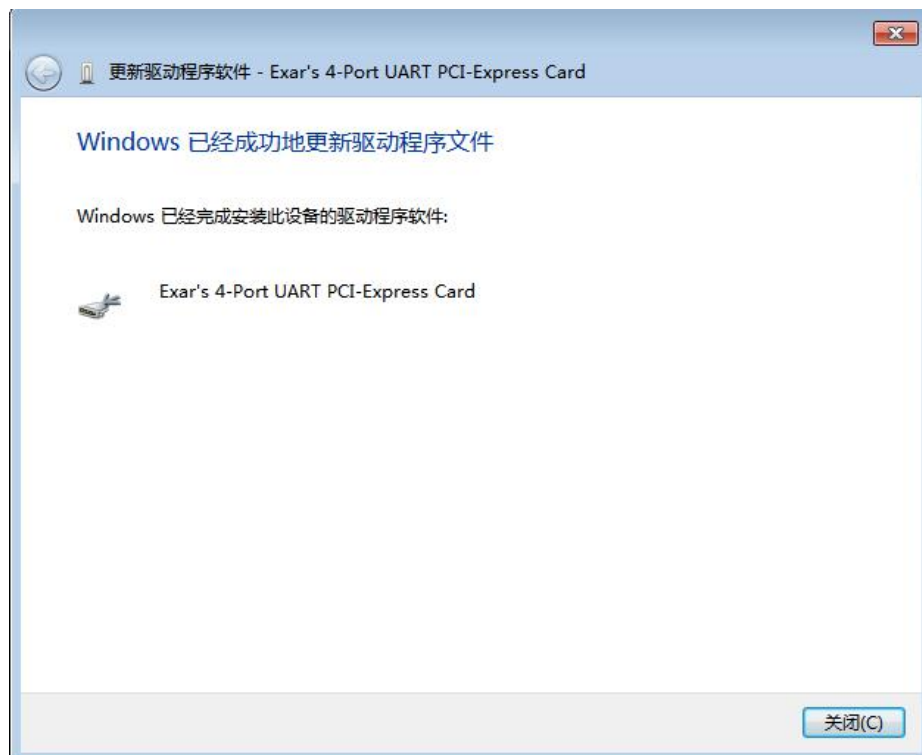 更新驱动程序软件 - Exar's 4-Port UART PCI-Express Card
Windows 已经成功地更新驱动程序文件
Windows 已经完成安装此设备的驱动程序软件:
Exar's 4-Port UART PCI-Express Card
关闭(C)